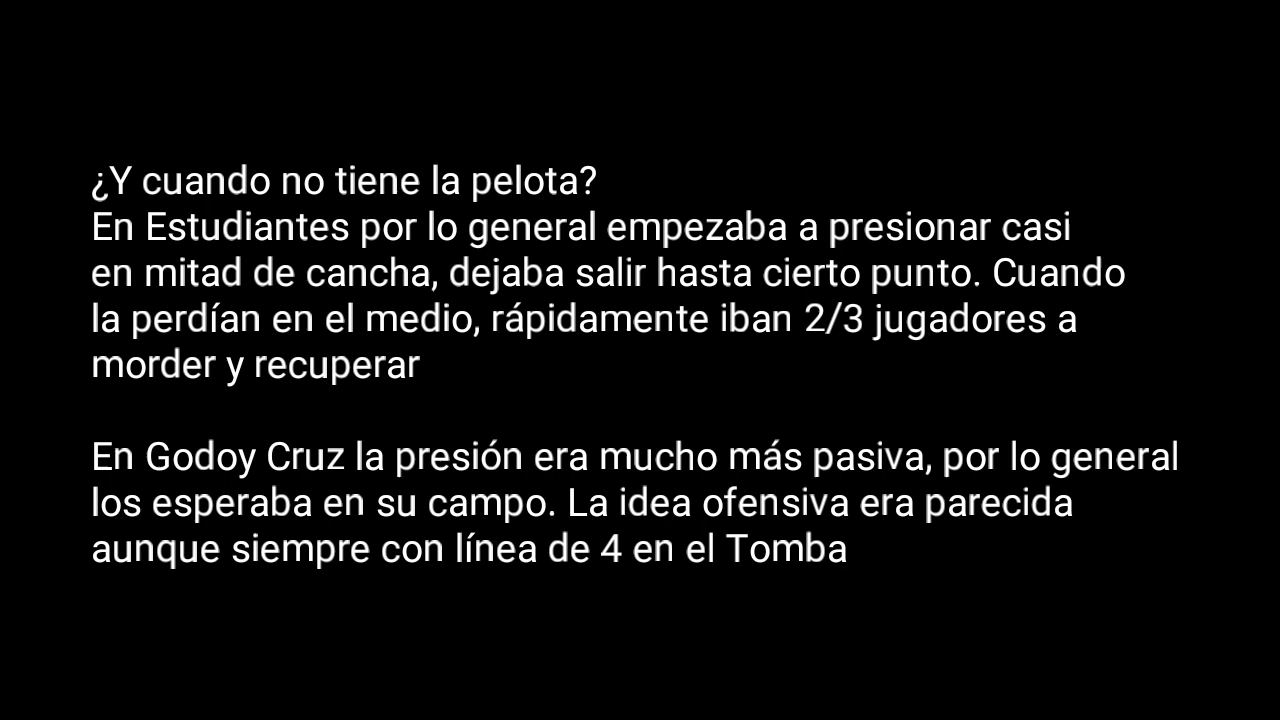 ¿Y cuando no tiene la pelota?
En Estudiantes por lo general empezaba a presionar casi
en mitad de cancha, dejaba salir hasta cierto punto. Cuando
la perdían en el medio, rápidamente iban 2/3 jugadores a
morder y recuperar
En Godoy Cruz la presión era mucho más pasiva, por lo general
los esperaba en su campo. La idea ofensiva era parecida
aunque siempre con línea de 4 en el Tomba